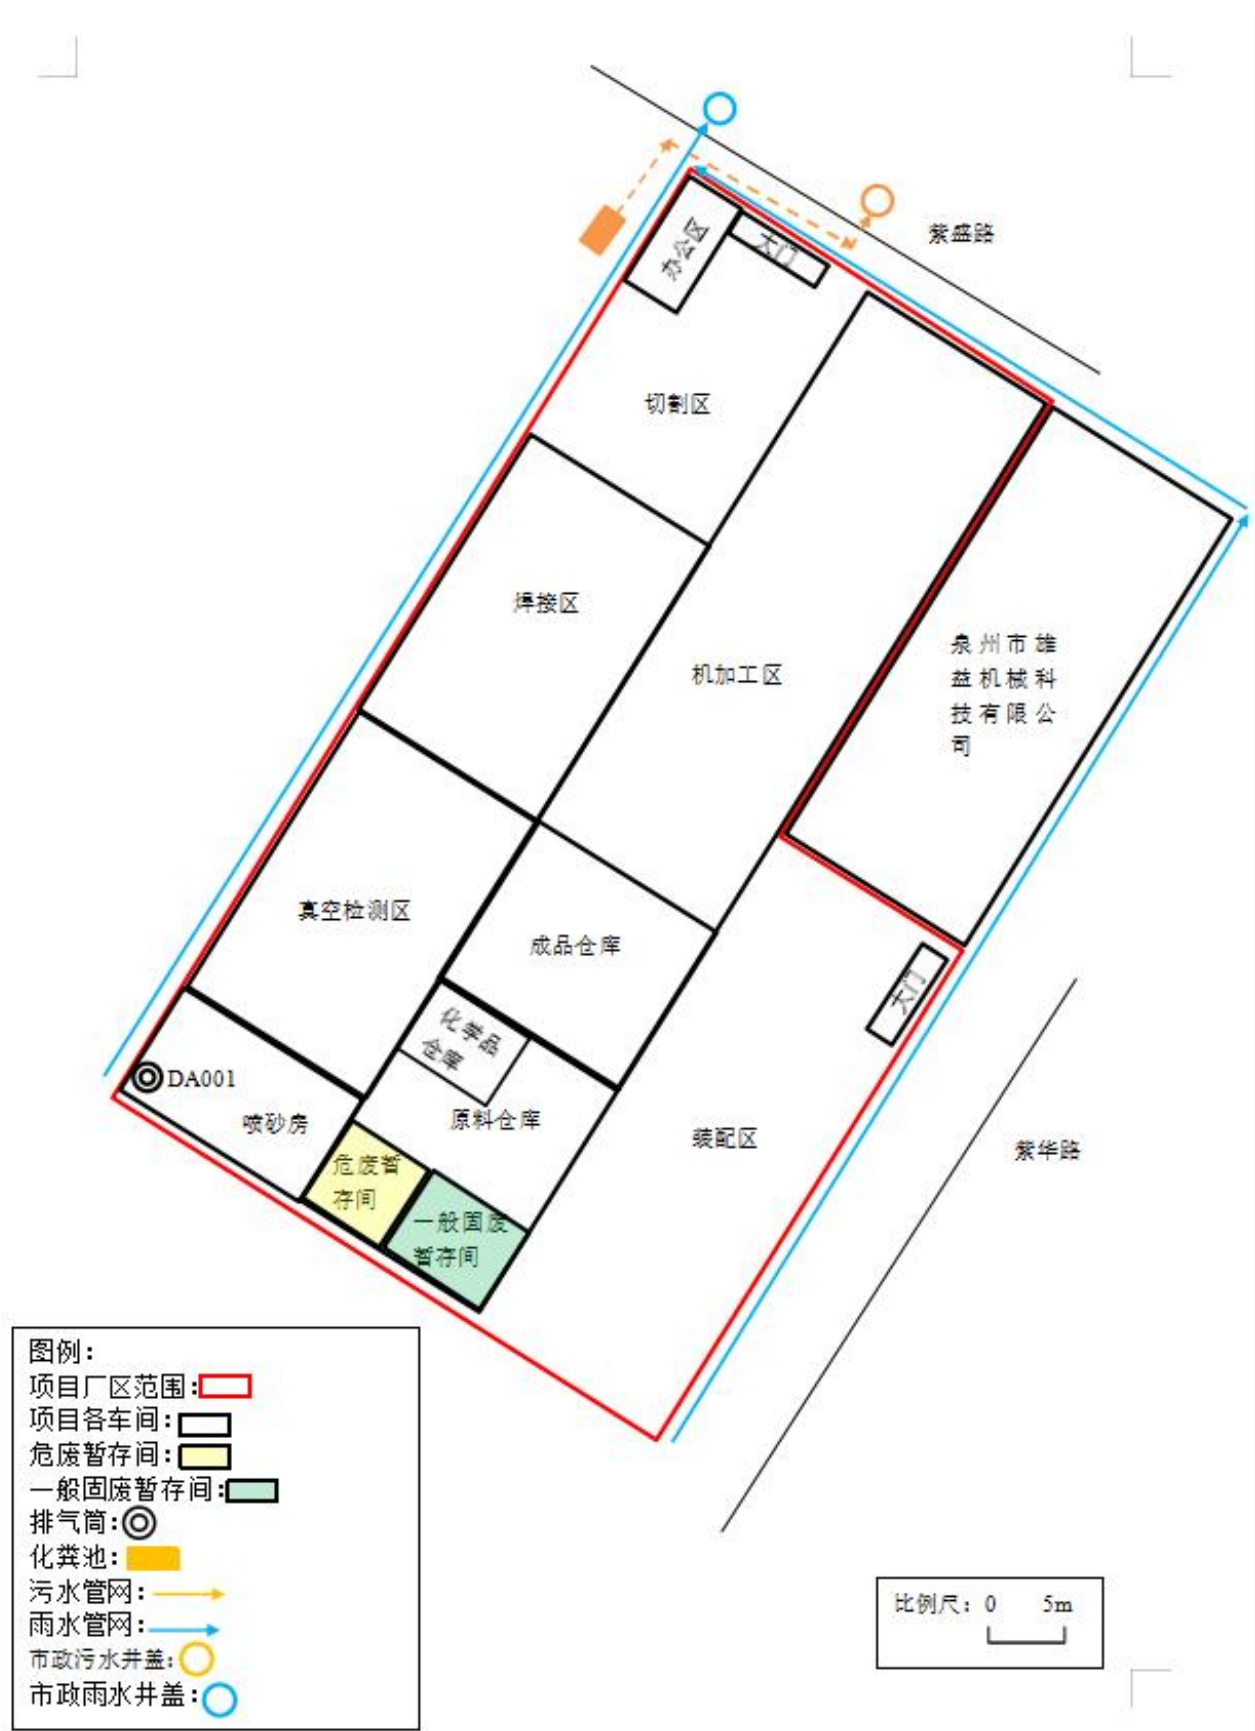 紫盛路
办公区
大门
切割区
焊接区
机加工区
泉州市雄
益机械科
技有限公
司
真空检测区
成品仓库
大门
化学品
仓库
DA001
喷砂房
原料仓库
装配区
紫华路
危废暂
存间
一般固废
暂存间
图例：
项目厂区范围：
项目各车间：
危废暂存间：
一般固废暂存间：
排气筒：
化粪池：
污水管网：
雨水管网：
市政污水井盖：
市政雨水井盖：
比例尺：0 5m